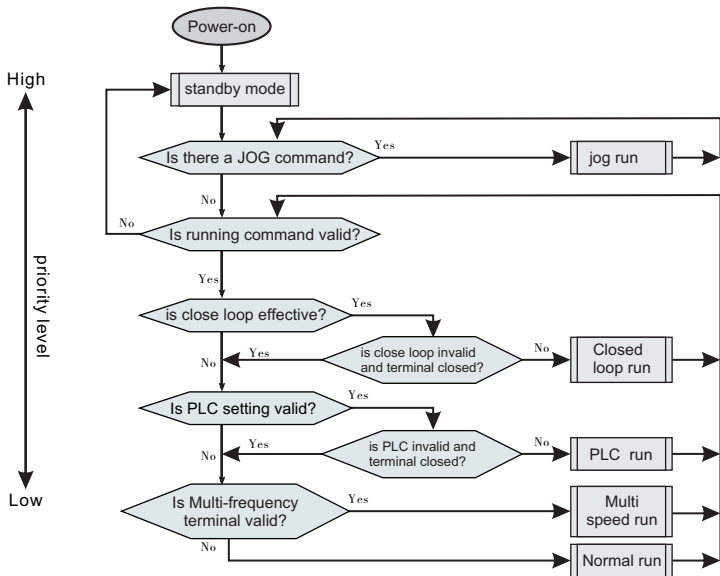 Power-on
High
standby mode
Is there a JOG command?
Yes
jog run
No
No
Is running command valid?
Yes
priority level
is close loop effective?
Yes
is close loop invalid
and terminal closed?
Yes
No
Closed
loop run
No
Is PLC setting valid?
Yes
is PLC invalid and
terminal closed?
Yes
No
PLC run
No
Low
Is Multi-frequency
terminal valid?
Yes
Multi
speed run
No
Normal run